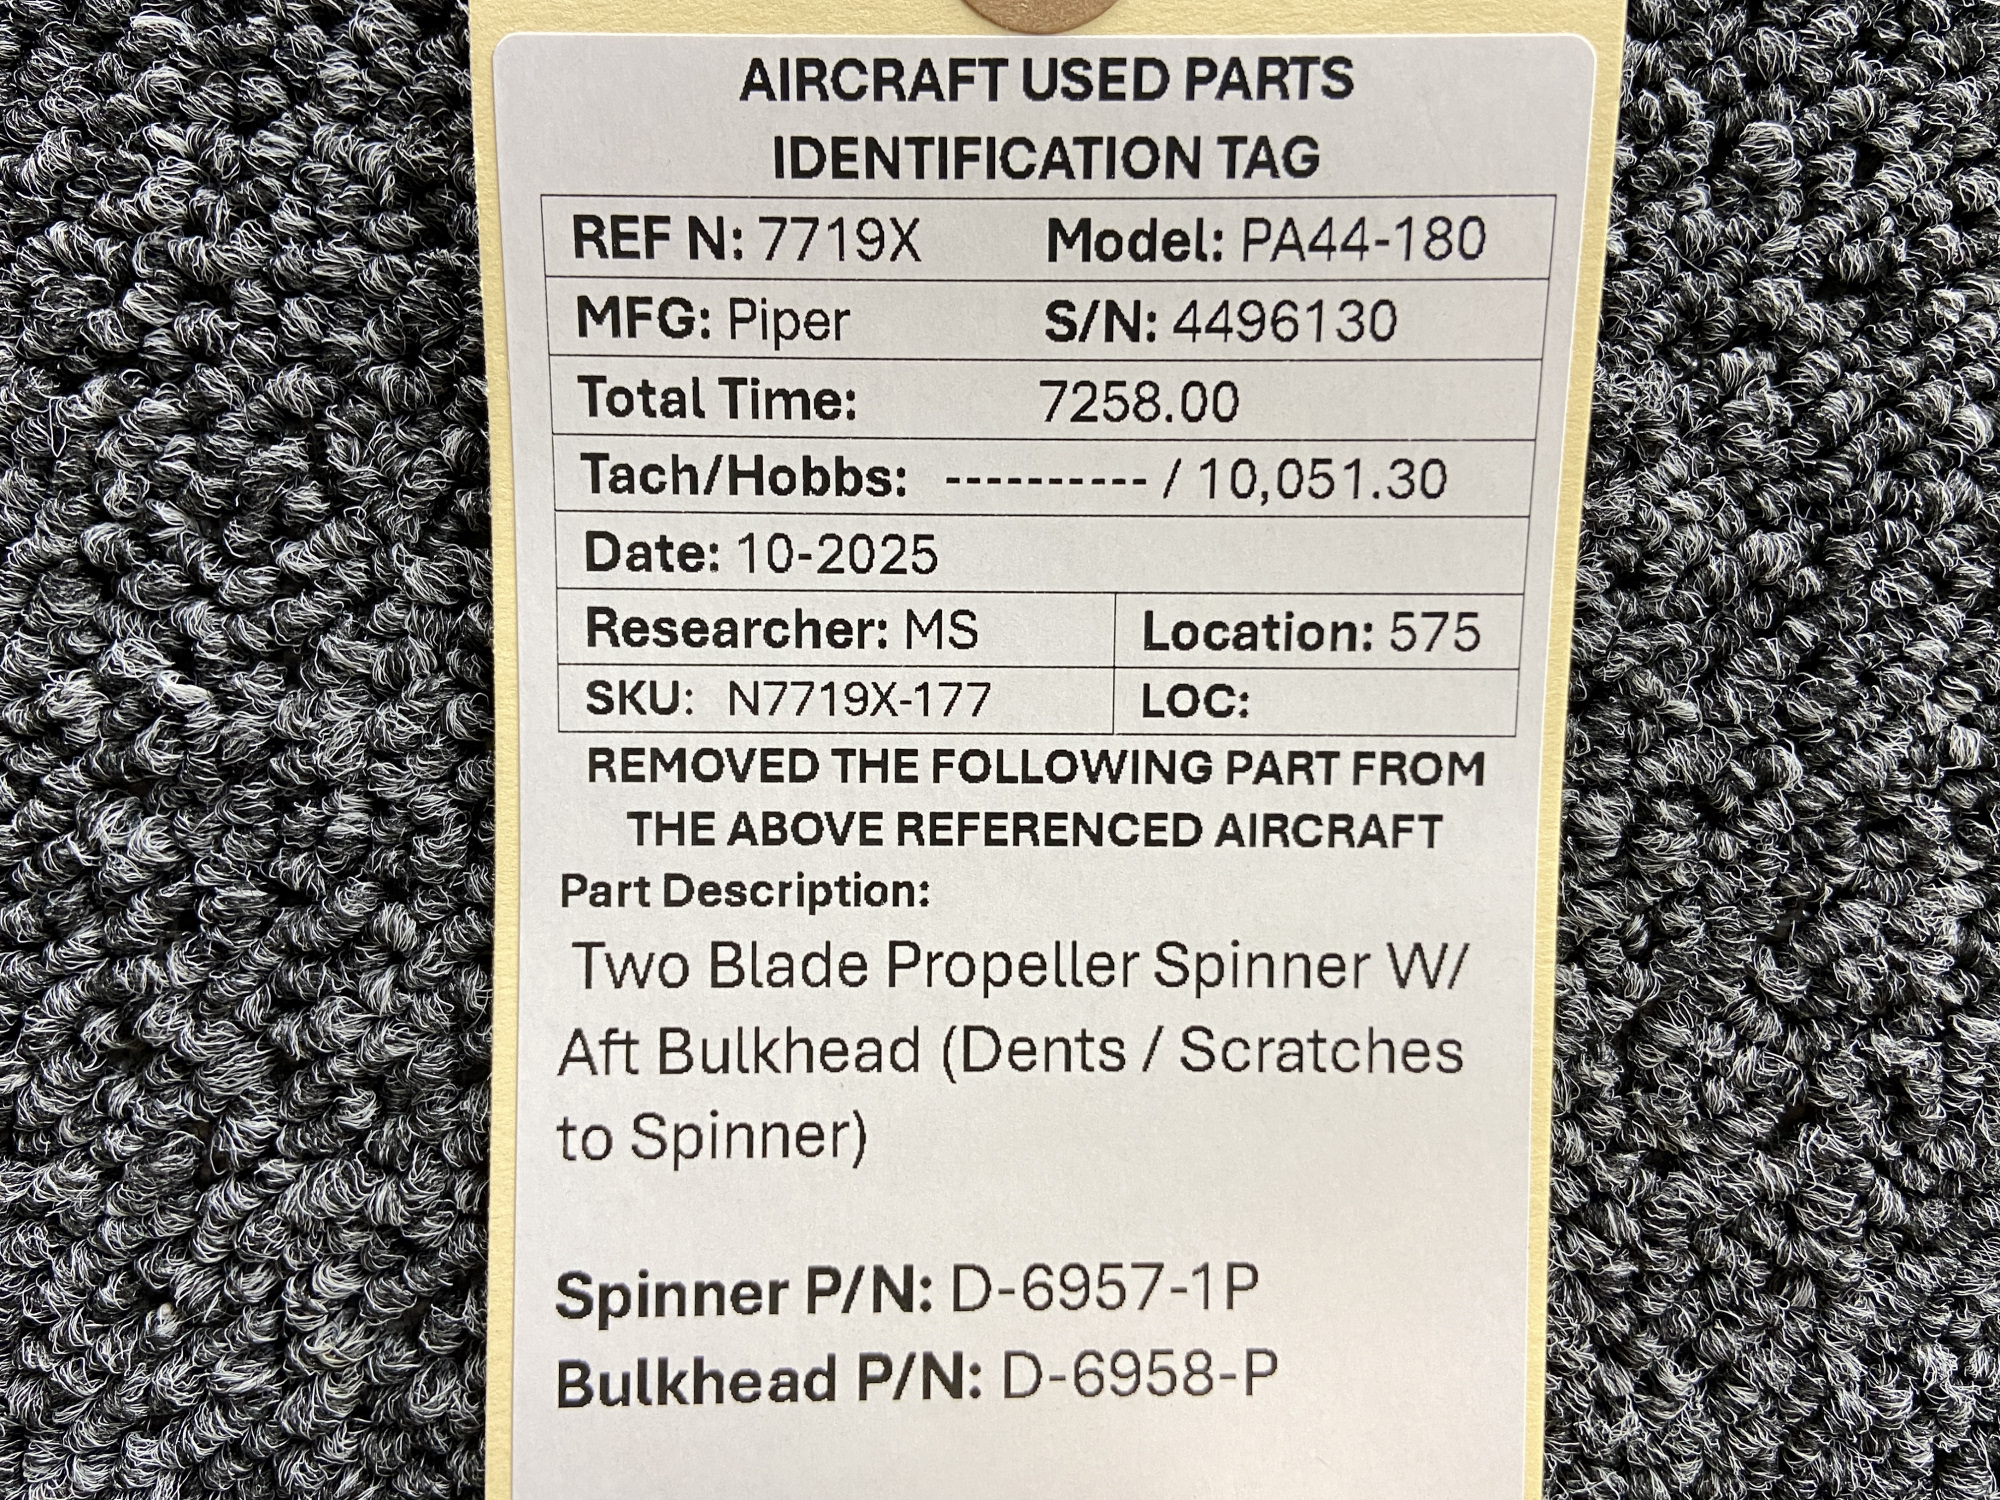 AIRCRAFT USED PARTS
IDENTIFICATION TAG
REF N: 7719X Model: PA44-180
MFG: Piper S/N: 4496130
Total Time: 7258.00
Tach/Hobbs: ---------- / 10,051.30
Date: 10-2025
Researcher: MS Location: 575
SKU: N7719X-177 LOC:
REMOVED THE FOLLOWING PART FROM
THE ABOVE REFERENCED AIRCRAFT
Part Description:
Two Blade Propeller Spinner W/
Aft Bulkhead (Dents / Scratches
to Spinner)
Spinner P/N: D-6957-1P
Bulkhead P/N: D-6958-P